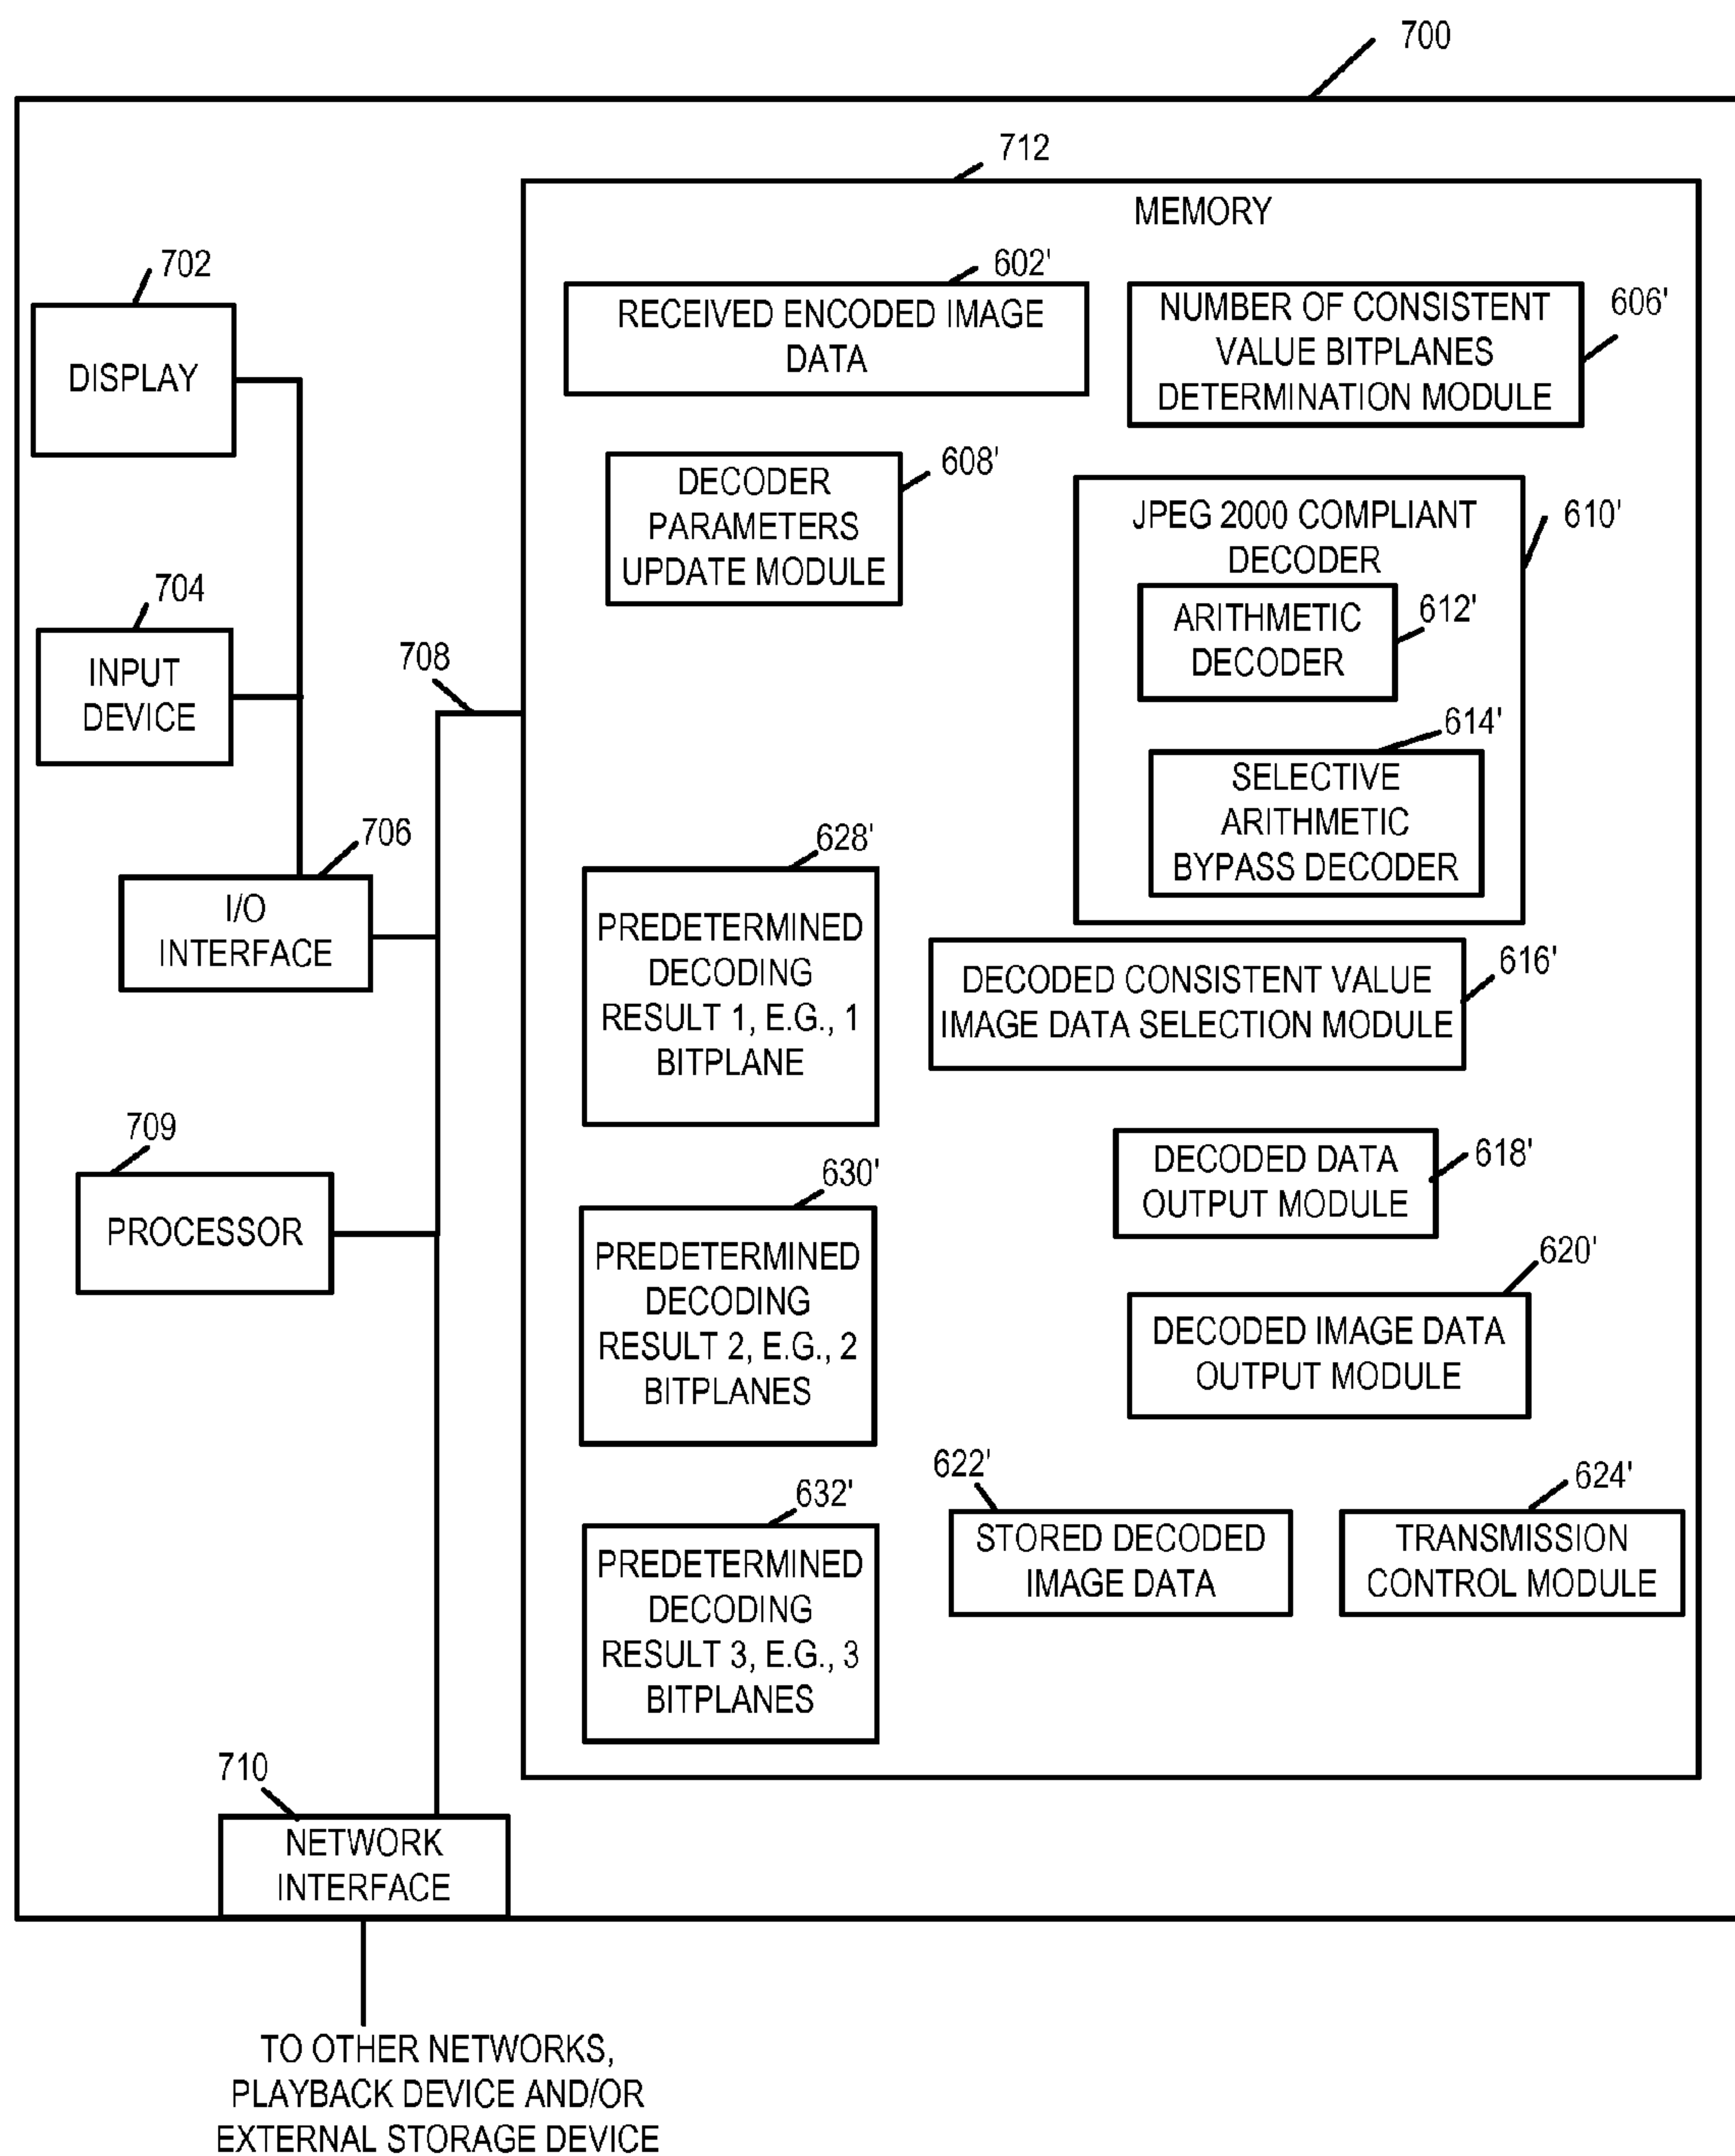 700
712
MEMORY
702
DISPLAY
704
INPUT
DEVICE
706
I/O
INTERFACE
708
709
PROCESSOR
710
NETWORK
INTERFACE
TO OTHER NETWORKS,
PLAYBACK DEVICE AND/OR
EXTERNAL STORAGE DEVICE
602'
RECEIVED ENCODED IMAGE
DATA
606'
NUMBER OF CONSISTENT
VALUE BITPLANES
DETERMINATION MODULE
608'
DECODER
PARAMETERS
UPDATE MODULE
610'
JPEG 2000 COMPLIANT
DECODER
612'
ARITHMETIC
DECODER
614'
SELECTIVE
ARITHMETIC
BYPASS DECODER
628'
PREDETERMINED
DECODING
RESULT 1, E.G., 1
BITPLANE
616'
DECODED CONSISTENT VALUE
IMAGE DATA SELECTION MODULE
618'
DECODED DATA
OUTPUT MODULE
630'
PREDETERMINED
DECODING
RESULT 2, E.G., 2
BITPLANES
620'
DECODED IMAGE DATA
OUTPUT MODULE
632'
PREDETERMINED
DECODING
RESULT 3, E.G., 3
BITPLANES
622'
STORED DECODED
IMAGE DATA
624'
TRANSMISSION
CONTROL MODULE